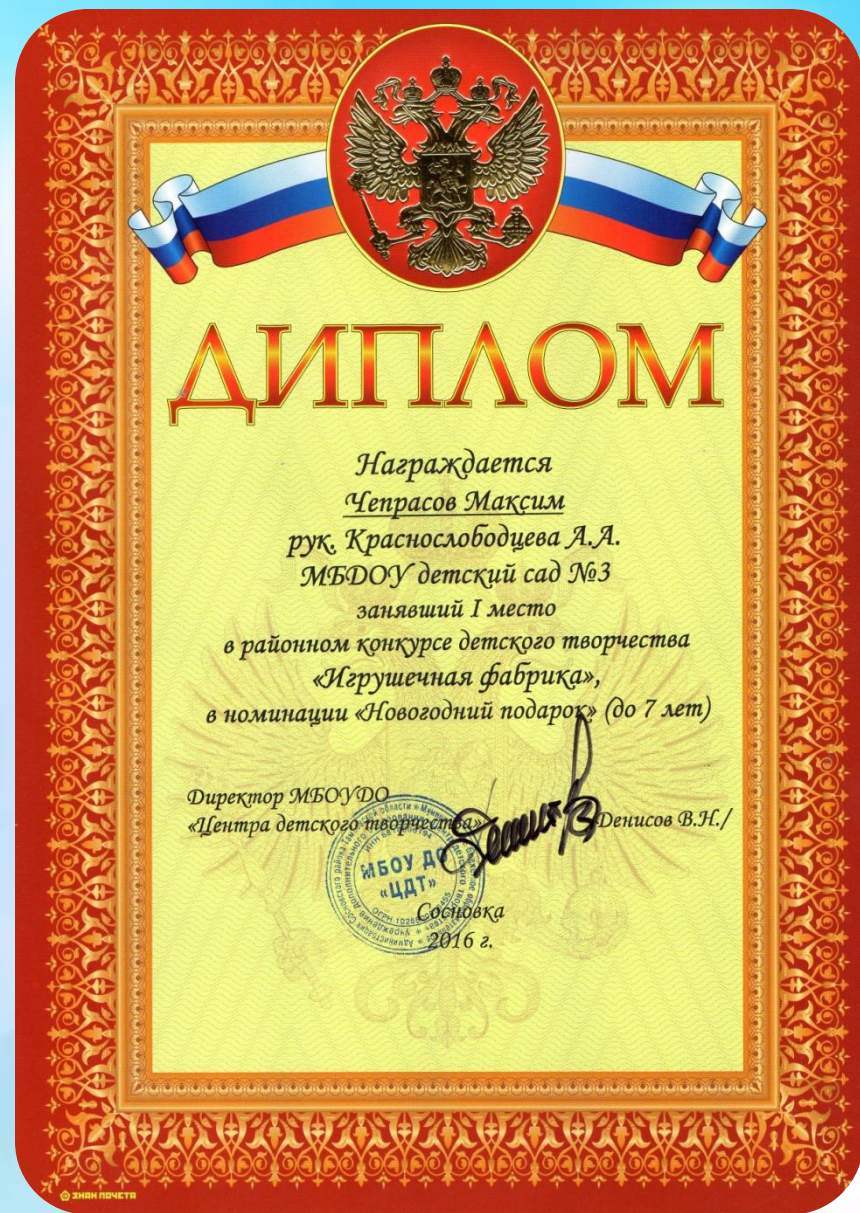 ДИПЛОМ
Награждается
Чепрасов Максим
рук. Краснослободцева А.А.
МБДОУ детский сад №3
занявший I место
в районном конкурсе детского творчества
«Игрушечная фабрика»,
в номинации «Новогодний подарок» (до 7 лет)
Директор МБОУДО
«Центра детского творчества» Денисов В.Н./
МБОУ ДО
«ЦДТ»
Сосновка
2016 г.
ЗНАК ПОЧЕТА